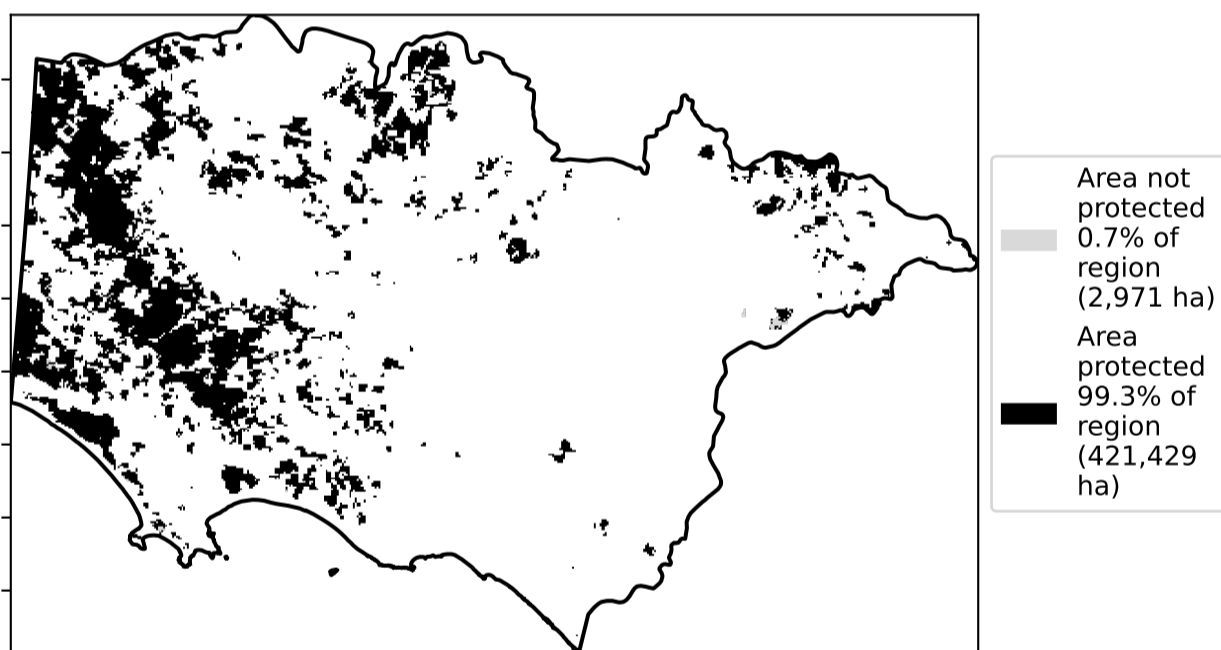 Area not
protected
0.7% of
region
(2,971 ha)
Area
protected
99.3% of
region
(421,429
ha)